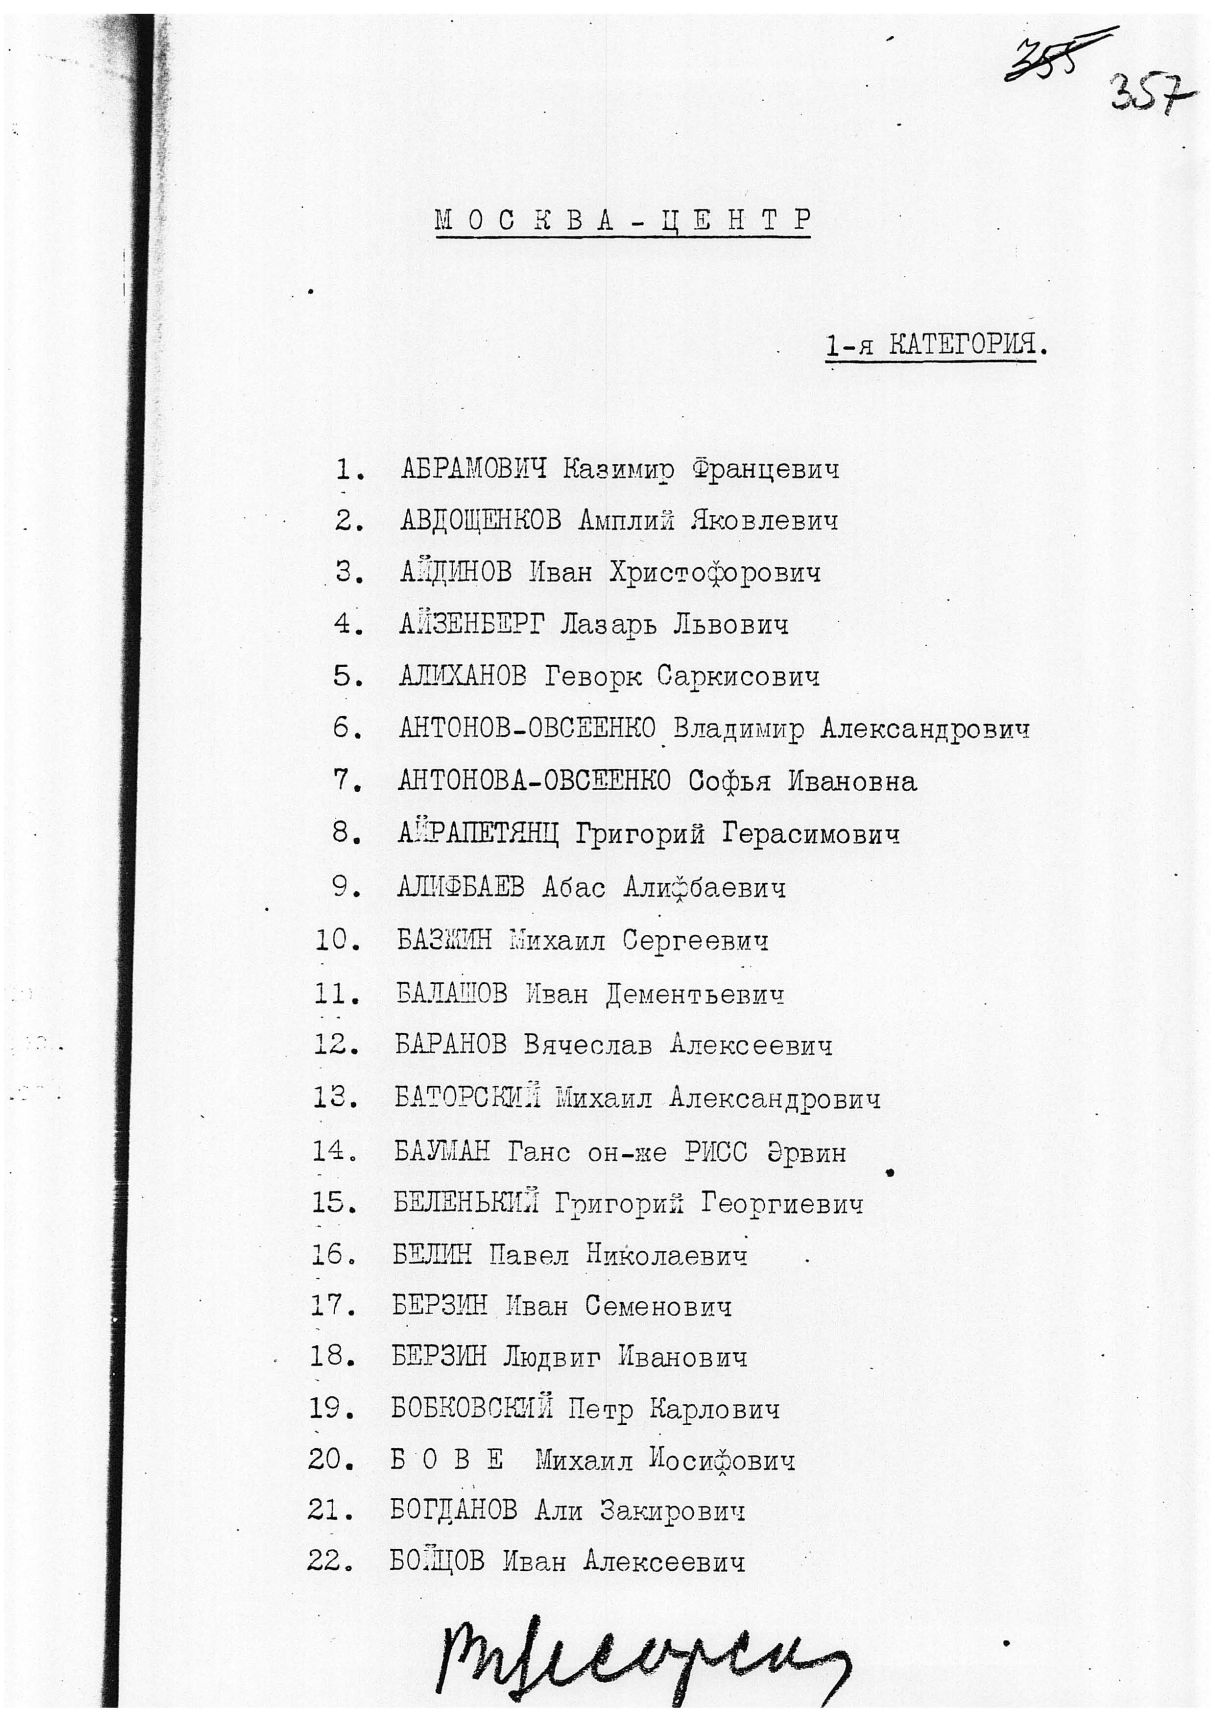 355
357
МОСКВА-ЦЕНТР
1-я КАТЕГОРИЯ.
1. АБРАМОВИЧ Казимир Францевич
2. АВДОЩЕНКОВ Амплий Яковлевич
3. АЙДИНОВ Иван Христофорович
4. АЙЗЕНБЕРГ Лазарь Львович
5. АЛИХАНОВ Геворк Саркисович
6. АНТОНОВ-ОВСЕЕНКО Владимир Александрович
7. АНТОНОВА-ОВСЕЕНКО Софья Ивановна
8. АЙРАПЕТЯНЦ Григорий Герасимович
9. АЛИФБАЕВ Абас Алифбаевич
10. БАЗЖИН Михаил Сергеевич
11. БАЛАШОВ Иван Дементьевич
12. БАРАНОВ Вячеслав Алексеевич
13. БАТОРСКИЙ Михаил Александрович
14. БАУМАН Ганс он-же РИСС Эрвин
15. БЕЛЕНЬКИЙ Григорий Георгиевич
16. БЕЛИН Павел Николаевич
17. БЕРЗИН Иван Семенович
18. БЕРЗИН Людвиг Иванович
19. БОБКОВСКИЙ Петр Карлович
20. Б О В Е Михаил Иосифович
21. БОГДАНОВ Али Закирович
22. БОЙЦОВ Иван Алексеевич